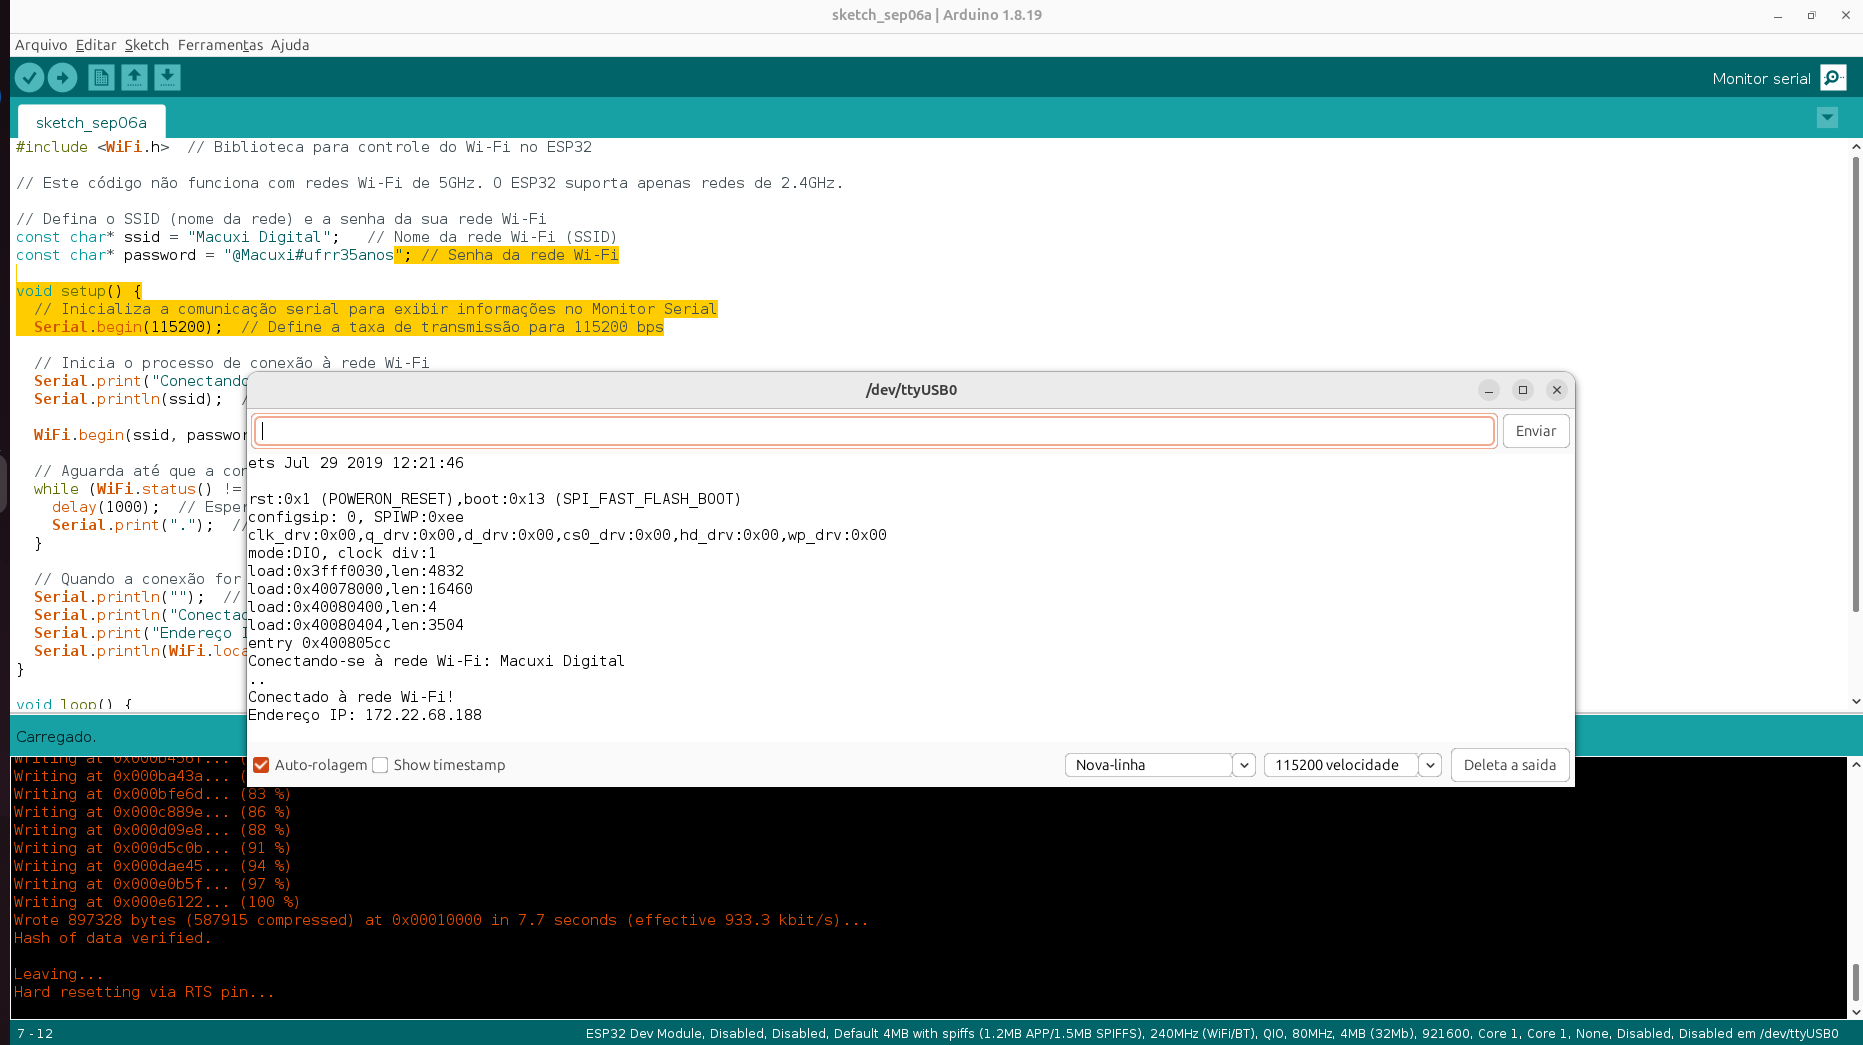 sketch_sep06a | Arduino 1.8.19
Arquivo Editar Sketch Ferramentas Ajuda
Monitor serial
sketch_sep06a
#include <WiFi.h>  // Biblioteca para controle do Wi-Fi no ESP32
// Este código não funciona com redes Wi-Fi de 5GHz. O ESP32 suporta apenas redes de 2.4GHz.
// Defina o SSID (nome da rede) e a senha da sua rede Wi-Fi
const char* ssid = "Macuxi Digital";   // Nome da rede Wi-Fi (SSID)
const char* password = "@Macuxi#ufrr35anos"; // Senha da rede Wi-Fi
void setup() {
// Inicializa a comunicação serial para exibir informações no Monitor Serial
Serial.begin(115200);  // Define a taxa de transmissão para 115200 bps
// Inicia o processo de conexão à rede Wi-Fi
Serial.print("Conectando
Serial.println(ssid);  /
WiFi.begin(ssid, passwor
// Aguarda até que a con
while (WiFi.status() !=
delay(1000);  // Esper
Serial.print(".");  //
}
// Quando a conexão for
Serial.println("");  //
Serial.println("Conectad
Serial.print("Endereço I
Serial.println(WiFi.loca
}
void loop() {
/dev/ttyUSB0
Enviar
ets Jul 29 2019 12:21:46
rst:0x1 (POWERON_RESET),boot:0x13 (SPI_FAST_FLASH_BOOT)
configsip: 0, SPIWP:0xee
clk_drv:0x00,q_drv:0x00,d_drv:0x00,cs0_drv:0x00,hd_drv:0x00,wp_drv:0x00
mode:DIO, clock div:1
load:0x3fff0030,len:4832
load:0x40078000,len:16460
load:0x40080400,len:4
load:0x40080404,len:3504
entry 0x400805cc
Conectando-se à rede Wi-Fi: Macuxi Digital
..
Conectado à rede Wi-Fi!
Endereço IP: 172.22.68.188
Auto-rolagem Show timestamp Nova-linha 115200 velocidade Deleta a saida
Carregado.
Writing at 0x000b456f... (
Writing at 0x000ba43a... (
Writing at 0x000bfe6d... (83 %)
Writing at 0x000c889e... (86 %)
Writing at 0x000d09e8... (88 %)
Writing at 0x000d5c0b... (91 %)
Writing at 0x000dae45... (94 %)
Writing at 0x000e0b5f... (97 %)
Writing at 0x000e6122... (100 %)
Wrote 897328 bytes (587915 compressed) at 0x00010000 in 7.7 seconds (effective 933.3 kbit/s)...
Hash of data verified.
Leaving...
Hard resetting via RTS pin...
7 - 12 ESP32 Dev Module, Disabled, Disabled, Default 4MB with spiffs (1.2MB APP/1.5MB SPIFFS), 240MHz (WiFi/BT), QIO, 80MHz, 4MB (32Mb), 921600, Core 1, Core 1, None, Disabled, Disabled em /dev/ttyUSB0